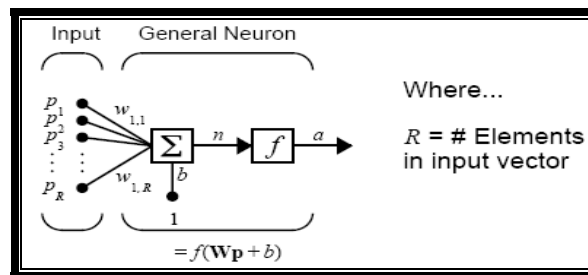 Input General Neuron
p1
p2
p3
w1,1
n
a
Σ
f
b
pR
w1, R
1
= f(Wp + b)
Where...
R = # Elements
in input vector